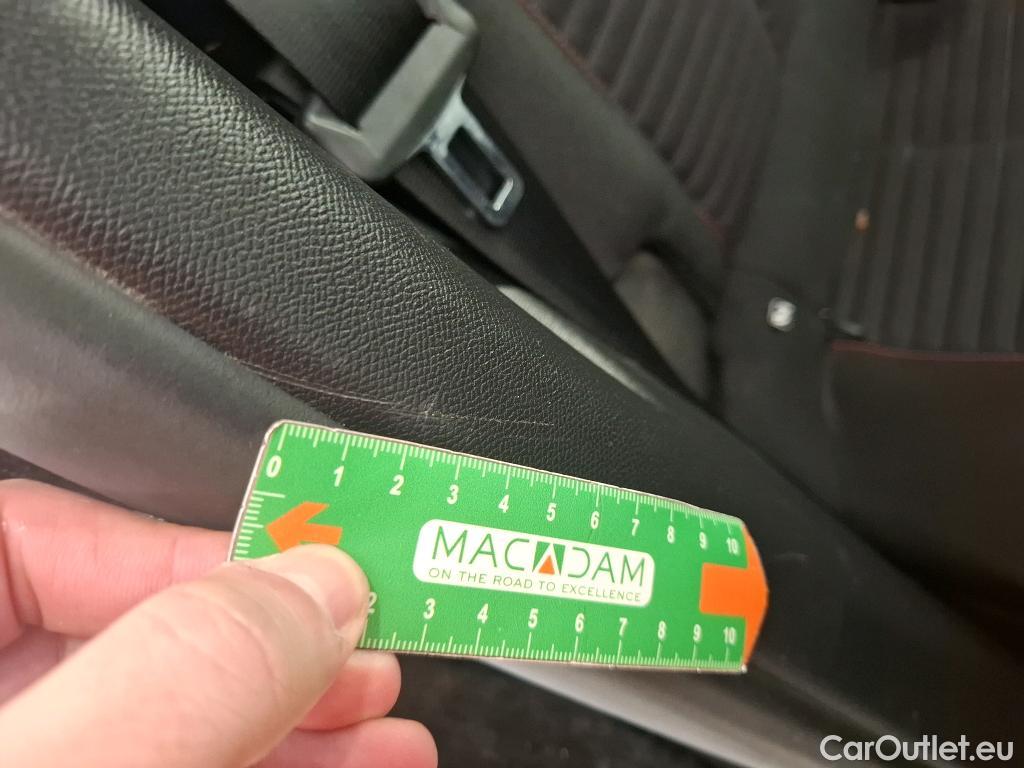 0 1 2 3 4 5 6 7 8 9 10
MACADAM
ON THE ROAD TO EXCELLENCE
2 3 4 5 6 7 8 9 10
CarOutlet.eu